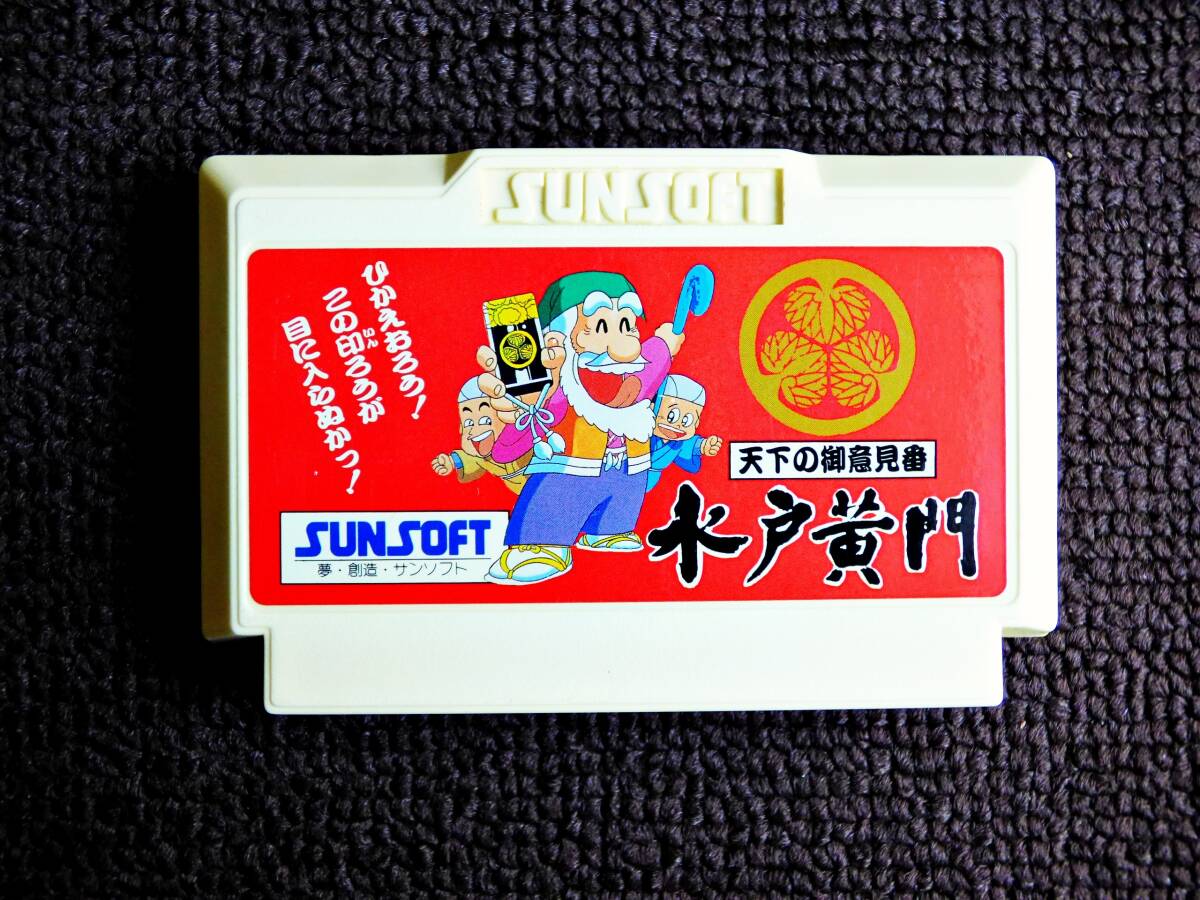 SUNSOFT
ひかえおろう!
この印ろうが
いん
目に入らぬかっ!
天下の御意見番
水戸黄門
SUNSOFT
夢・創造・サンソフト